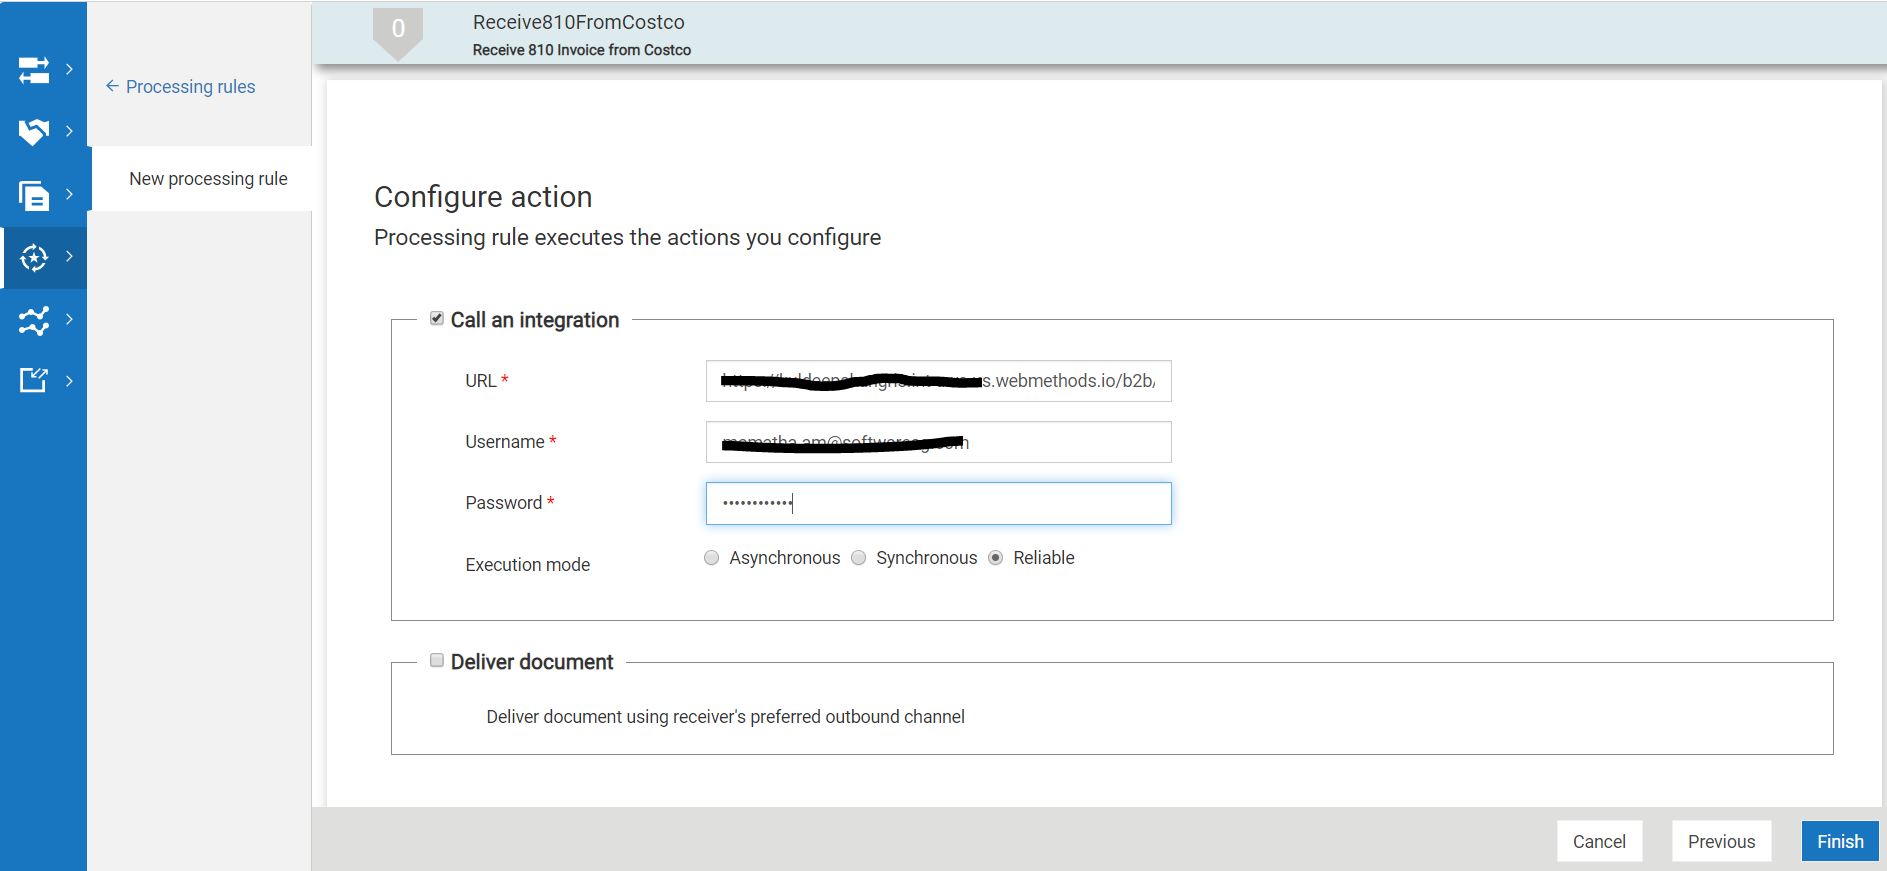 0
Receive810FromCostco
Receive 810 Invoice from Costco
← Processing rules
New processing rule
Configure action
Processing rule executes the actions you configure
Call an integration
URL *
s.webmethods.io/b2b/
Username *
Password *
••••••••••••
Execution mode
Asynchronous Synchronous Reliable
Deliver document
Deliver document using receiver's preferred outbound channel
Cancel Previous Finish